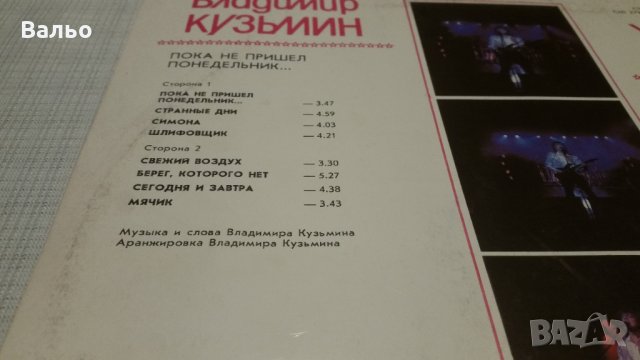 Вальо
Владимир
КУЗЬМИН
ПОКА НЕ ПРИШЕЛ
ПОНЕДЕЛЬНИК...
Сторона 1
ПОКА НЕ ПРИШЕЛ
ПОНЕДЕЛЬНИК... — 3.47
СТРАННЫЕ ДНИ — 4.59
СИМОНА — 4.03
ШЛИФОВЩИК — 4.21
Сторона 2
СВЕЖИЙ ВОЗДУХ — 3.30
БЕРЕГ, КОТОРОГО НЕТ — 5.27
СЕГОДНЯ И ЗАВТРА — 4.38
МЯЧИК — 3.43
Музыка и слова Владимира Кузьмина
Аранжировка Владимира Кузьмина
BAZAR